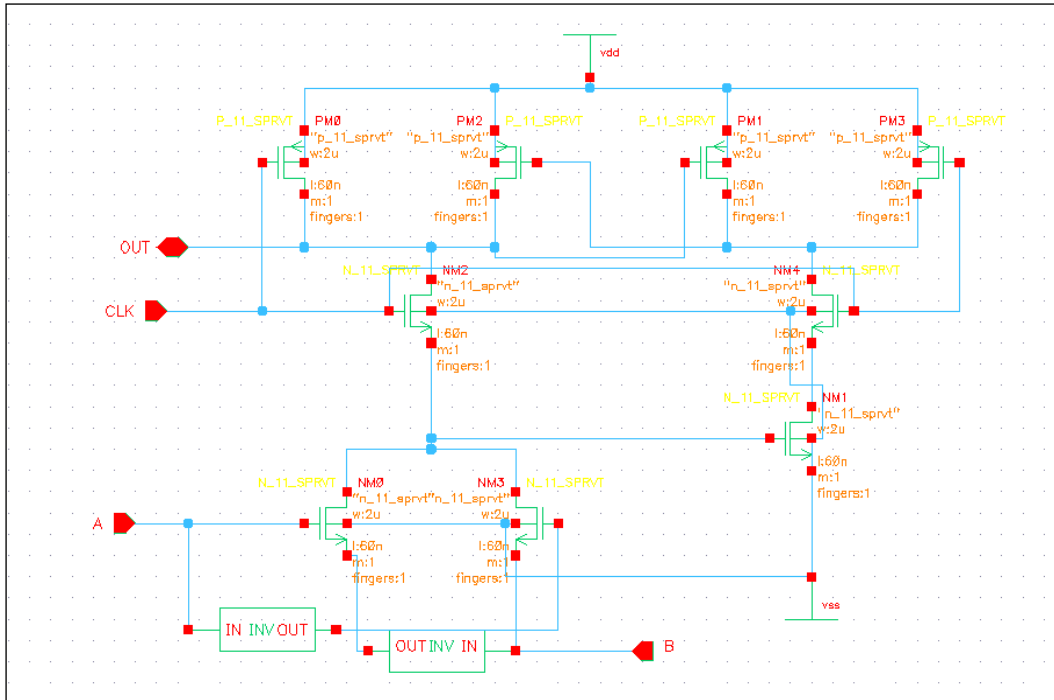 vdd
P_11_SPRVT PM0 PM2 P_11_SPRVT P_11_SPRVT PM1 PM3 P_11_SPRVT
"p_11_sprvt" "p_11_sprvt" "p_11_sprvt" "p_11_sprvt"
w:2u w:2u w:2u w:2u
l:60n l:60n l:60n l:60n
m:1 m:1 m:1 m:1
fingers:1 fingers:1 fingers:1 fingers:1
OUT
N_11_SPRVT NM2 NM4 N_11_SPRVT
"n_11_sprvt" "n_11_sprvt"
w:2u w:2u
CLK
l:60n l:60n
m:1 m:1
fingers:1 fingers:1
N_11_SPRVT NM1
"n_11_sprvt"
w:2u
l:60n
m:1
fingers:1
N_11_SPRVT NM0 NM3 N_11_SPRVT
"n_11_sprvt" "n_11_sprvt"
w:2u w:2u
A
l:60n l:60n
m:1 m:1
fingers:1 fingers:1
vss
IN INV OUT
OUT INV IN
B